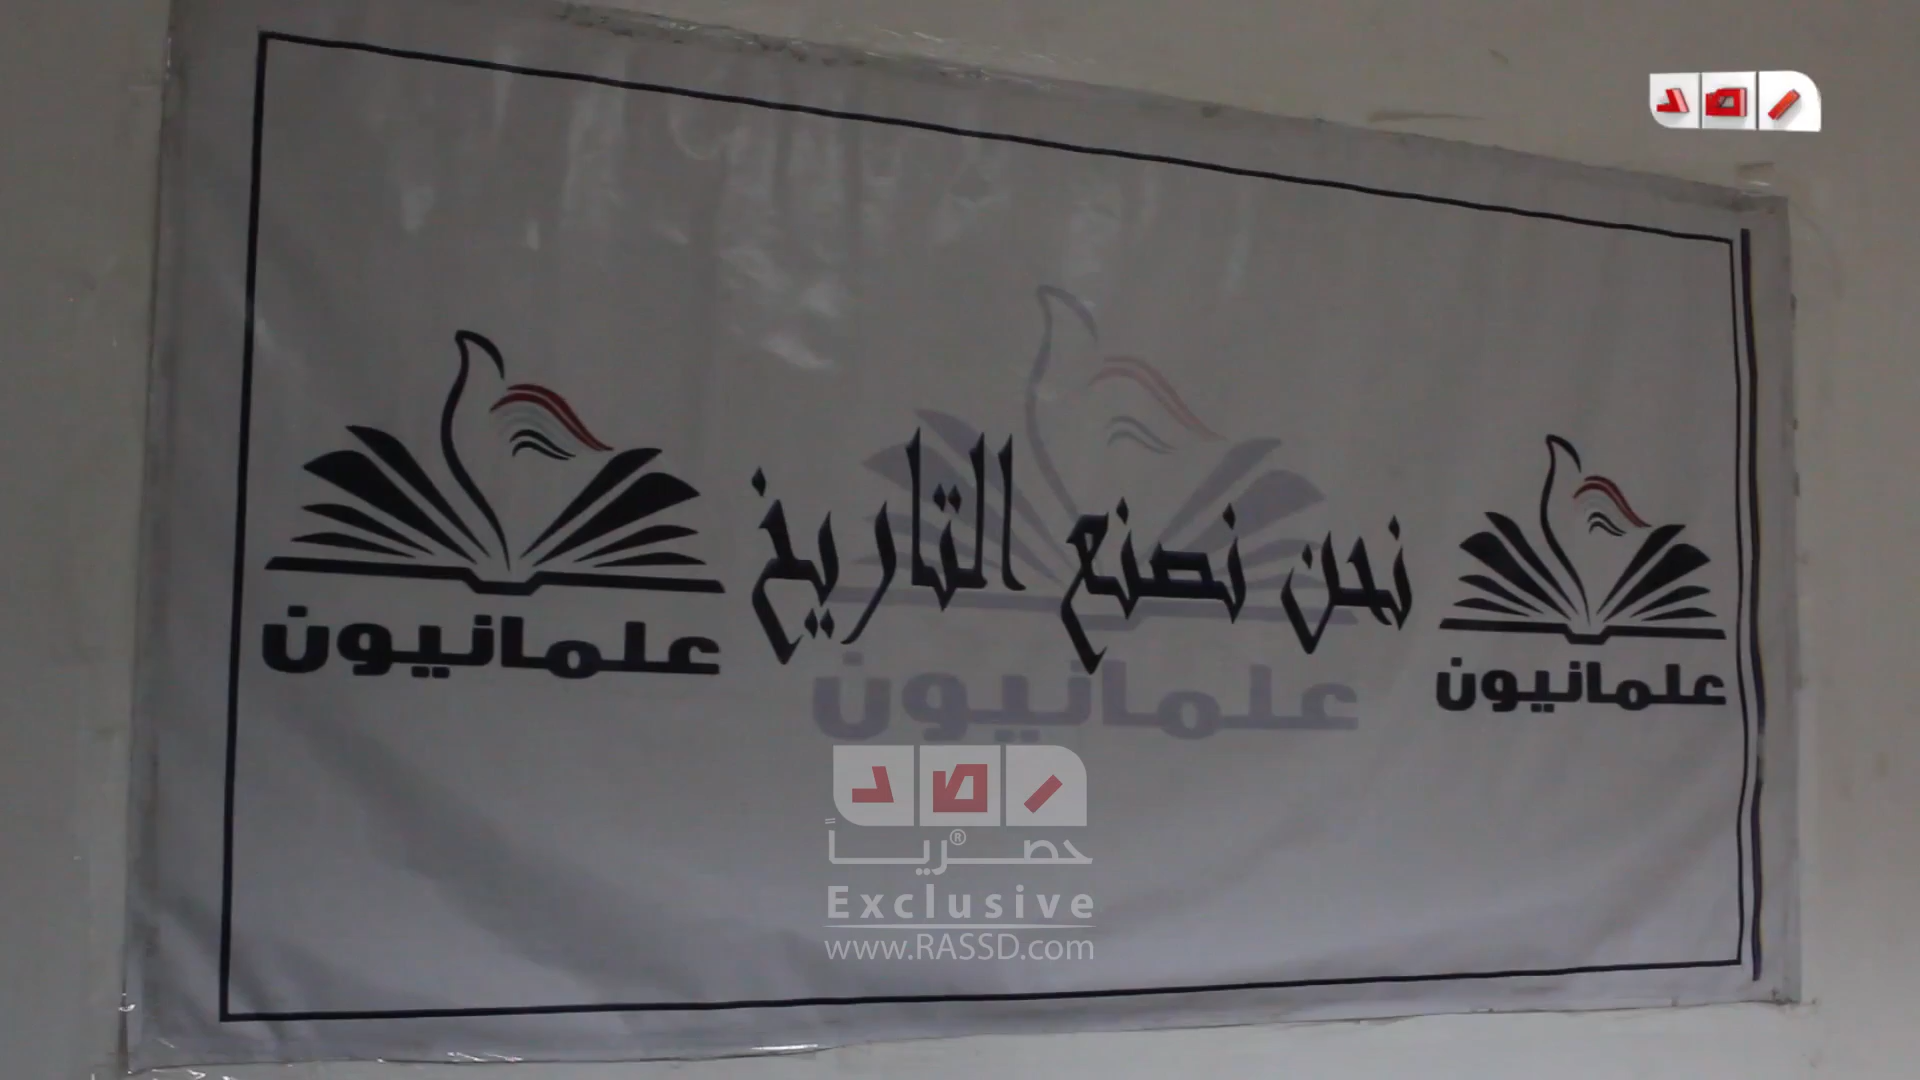 رصد
نحن نصنع التاريخ
علمانيون
علمانيون
علمانيون
رصد
حصرياً®
Exclusive
www.RASSD.com